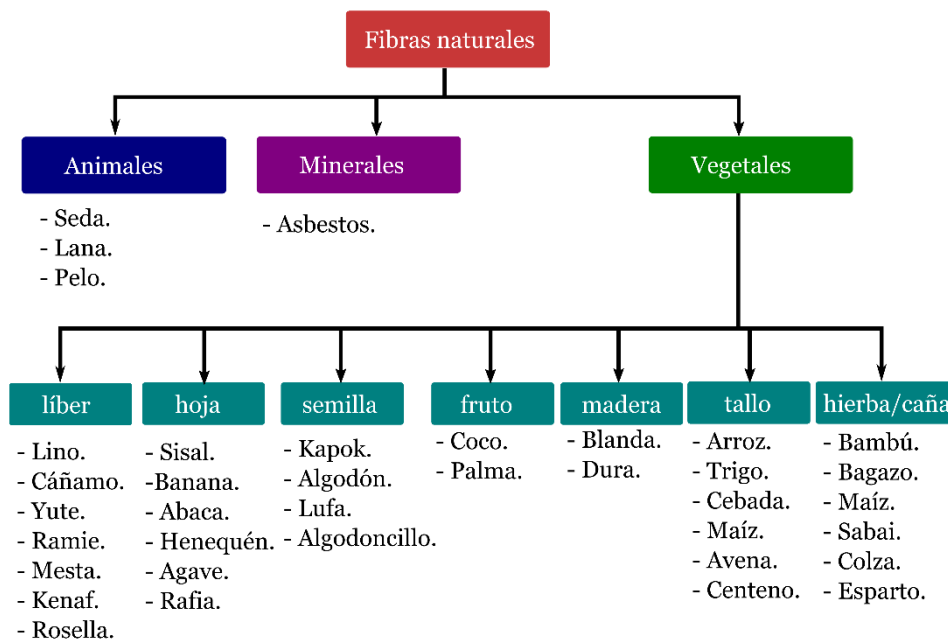 Fibras naturales
Animales
- Seda.
- Lana.
- Pelo.
Minerales
- Asbestos.
Vegetales
líber
- Lino.
- Cáñamo.
- Yute.
- Ramie.
- Mesta.
- Kenaf.
- Rosella.
hoja
- Sisal.
-Banana.
- Abaca.
- Henequén.
- Agave.
- Rafia.
semilla
- Kapok.
- Algodón.
- Lufa.
- Algodoncillo.
fruto
- Coco.
- Palma.
madera
- Blanda.
- Dura.
tallo
- Arroz.
- Trigo.
- Cebada.
- Maíz.
- Avena.
- Centeno.
hierba/caña
- Bambú.
- Bagazo.
- Maíz.
- Sabai.
- Colza.
- Esparto.